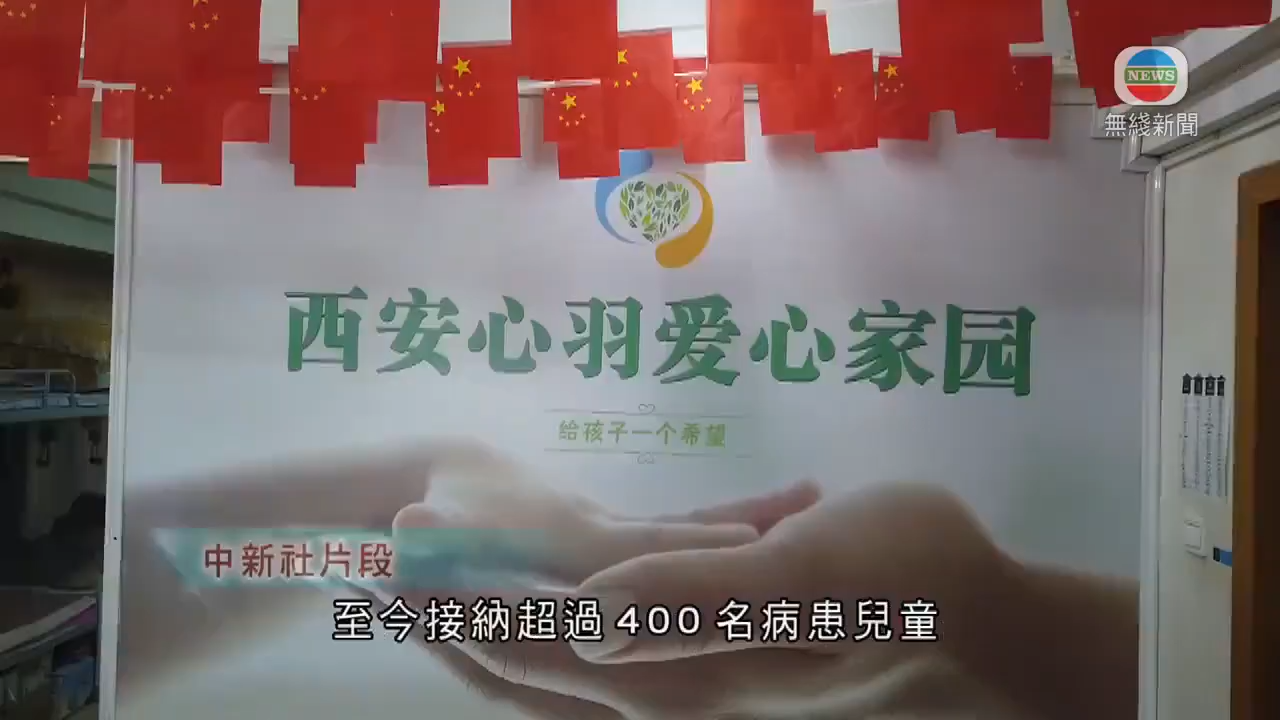 NEWS
無綫新聞
西安心羽爱心家园
给孩子一个希望
中新社片段
至今接納超過400名病患兒童